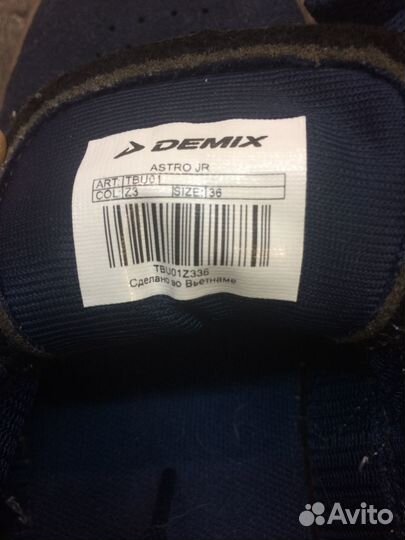 DEMIX
ASTRO JR
ART: TBU01
COL: Z3 SIZE: 36
TBU01Z336
Сделано во Вьетнаме
Avito